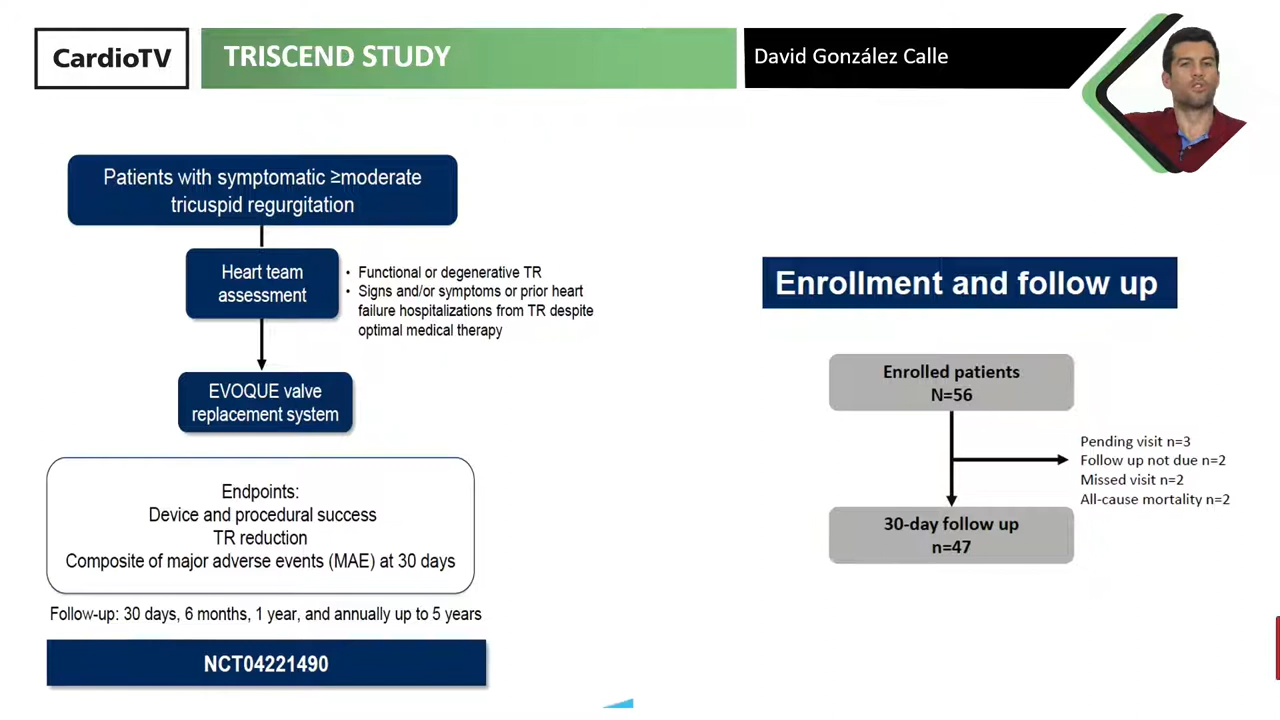 CardioTV
TRISCEND STUDY
David González Calle
Patients with symptomatic ≥moderate
tricuspid regurgitation
Heart team
assessment
• Functional or degenerative TR
• Signs and/or symptoms or prior heart
failure hospitalizations from TR despite
optimal medical therapy
EVOQUE valve
replacement system
Endpoints:
Device and procedural success
TR reduction
Composite of major adverse events (MAE) at 30 days
Follow-up: 30 days, 6 months, 1 year, and annually up to 5 years
NCT04221490
Enrollment and follow up
Enrolled patients
N=56
Pending visit n=3
Follow up not due n=2
Missed visit n=2
All-cause mortality n=2
30-day follow up
n=47